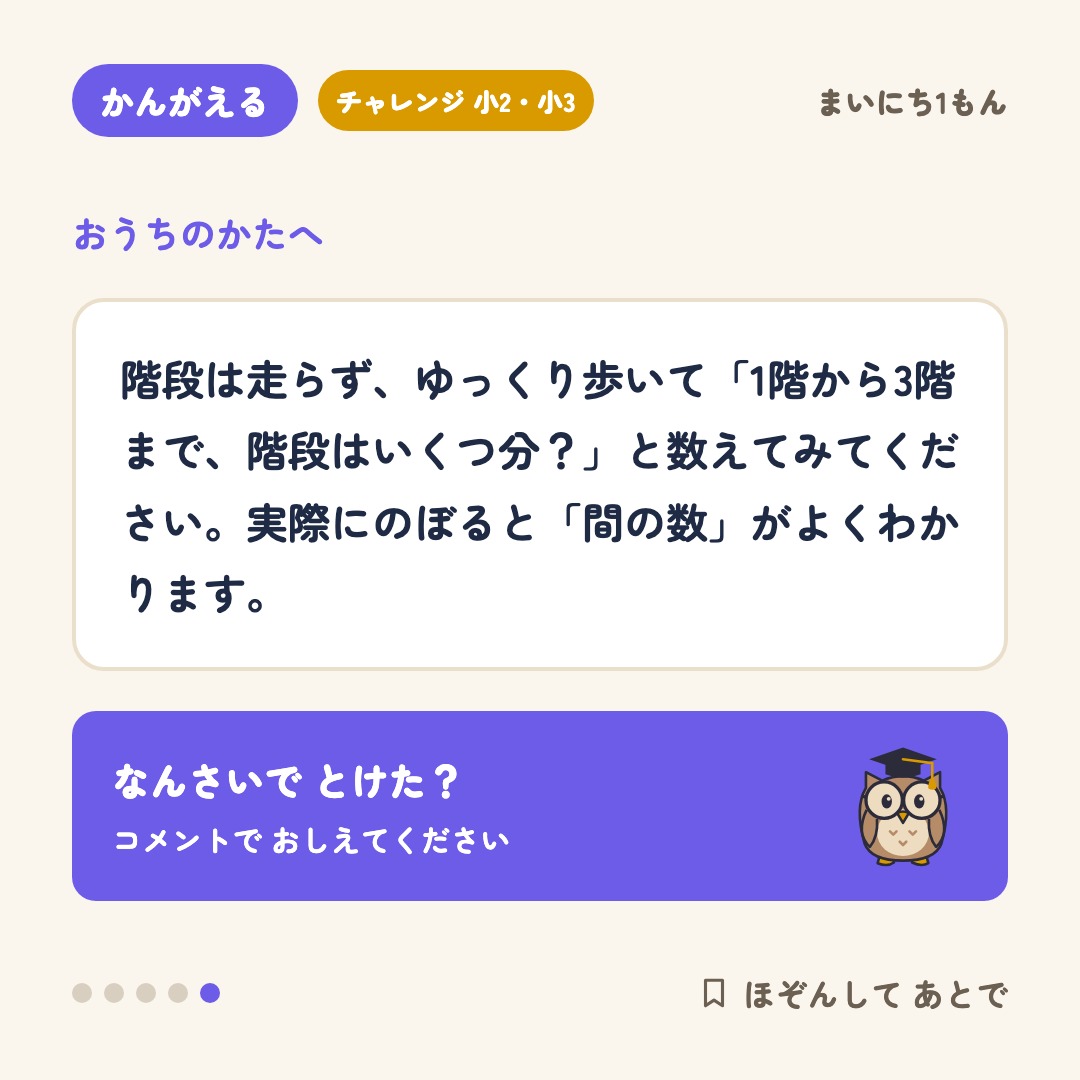 かんがえる
チャレンジ 小2・小3
まいにち1もん
おうちのかたへ
階段は走らず、ゆっくり歩いて「1階から3階
まで、階段はいくつ分？」と数えてみてくだ
さい。実際にのぼると「間の数」がよくわか
ります。
なんさいで とけた？
コメントで おしえてください
ほぞんして あとで